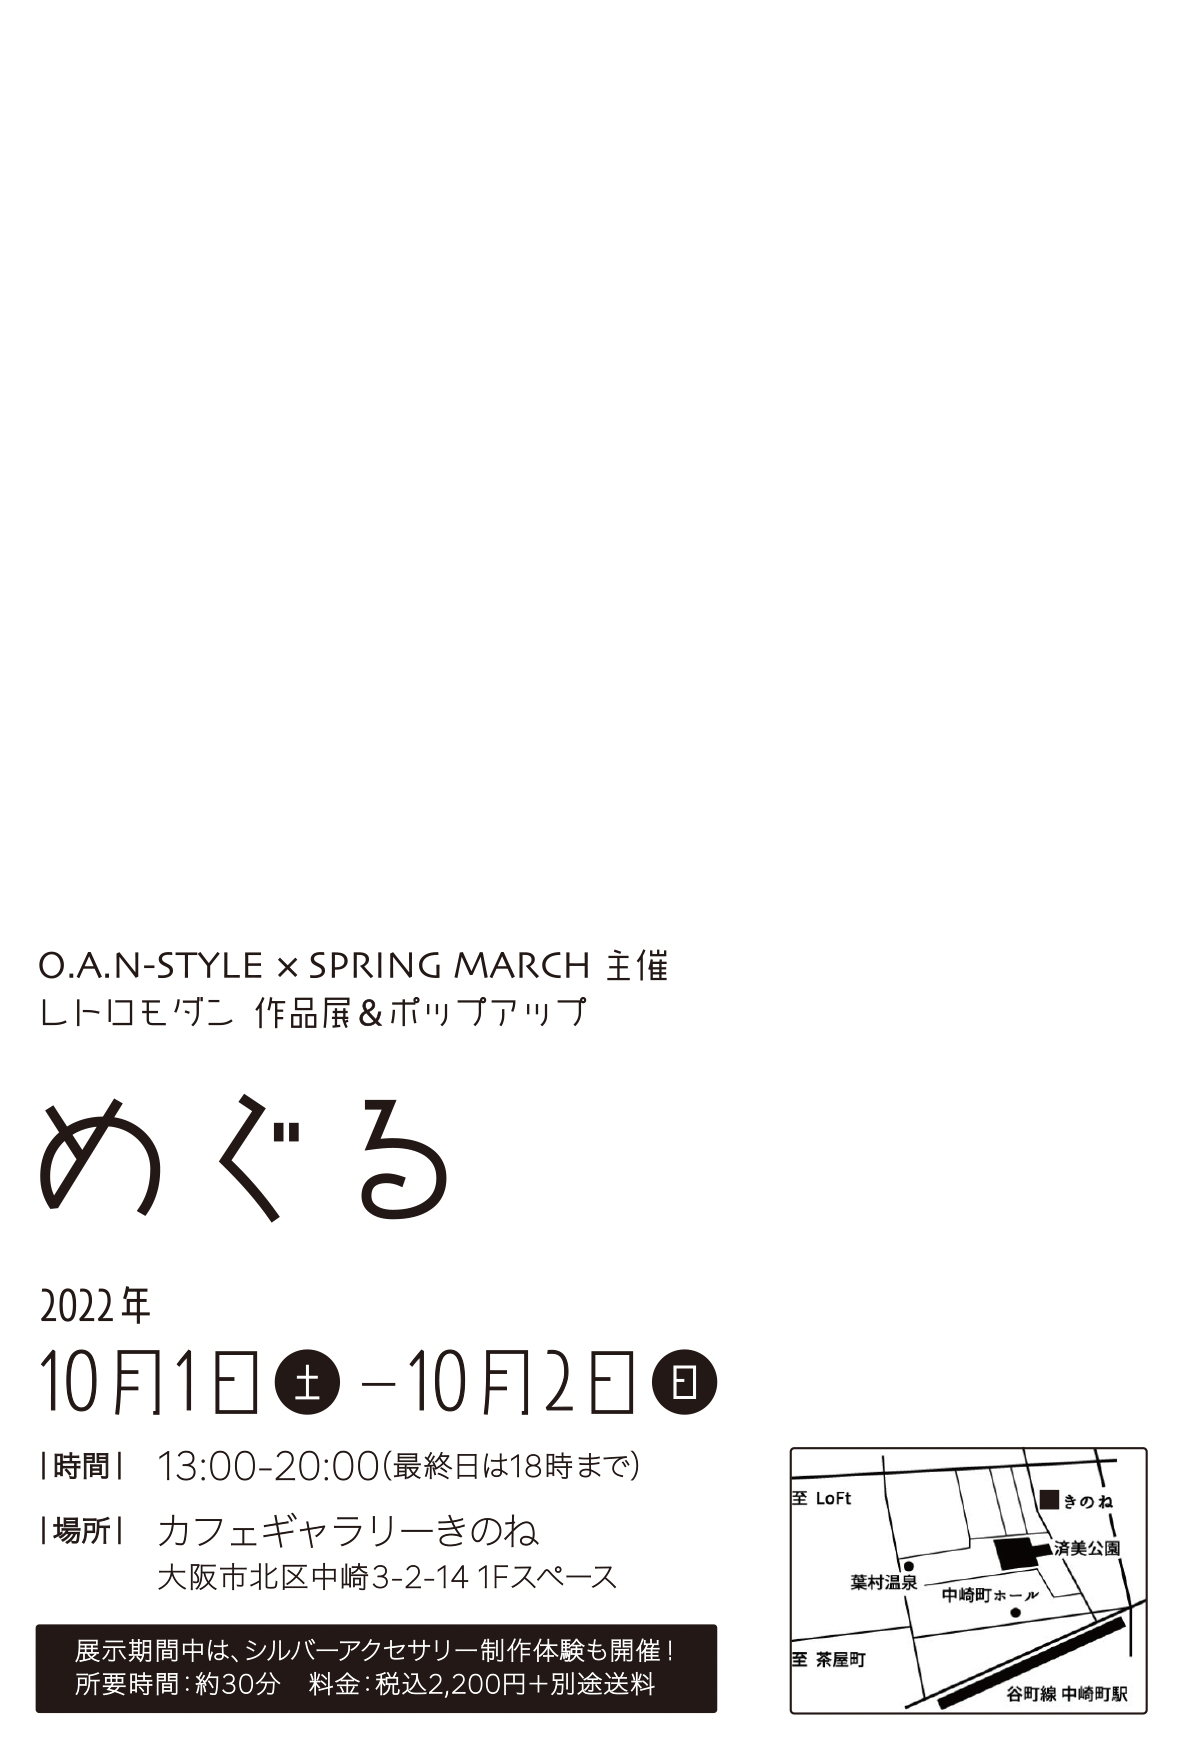 O.A.N-STYLE × SPRING MARCH 主催
レトロモダン 作品展&ポップアップ
めぐる
2022年
10月1日土–10月2日日
|時間| 13:00-20:00(最終日は18時まで)
|場所| カフェギャラリーきのね
大阪市北区中崎3-2-14 1Fスペース
展示期間中は、シルバーアクセサリー制作体験も開催!
所要時間:約30分 料金:税込2,200円+別途送料
至 LoFt
きのね
済美公園
葉村温泉
中崎町ホール
至 茶屋町
谷町線 中崎町駅